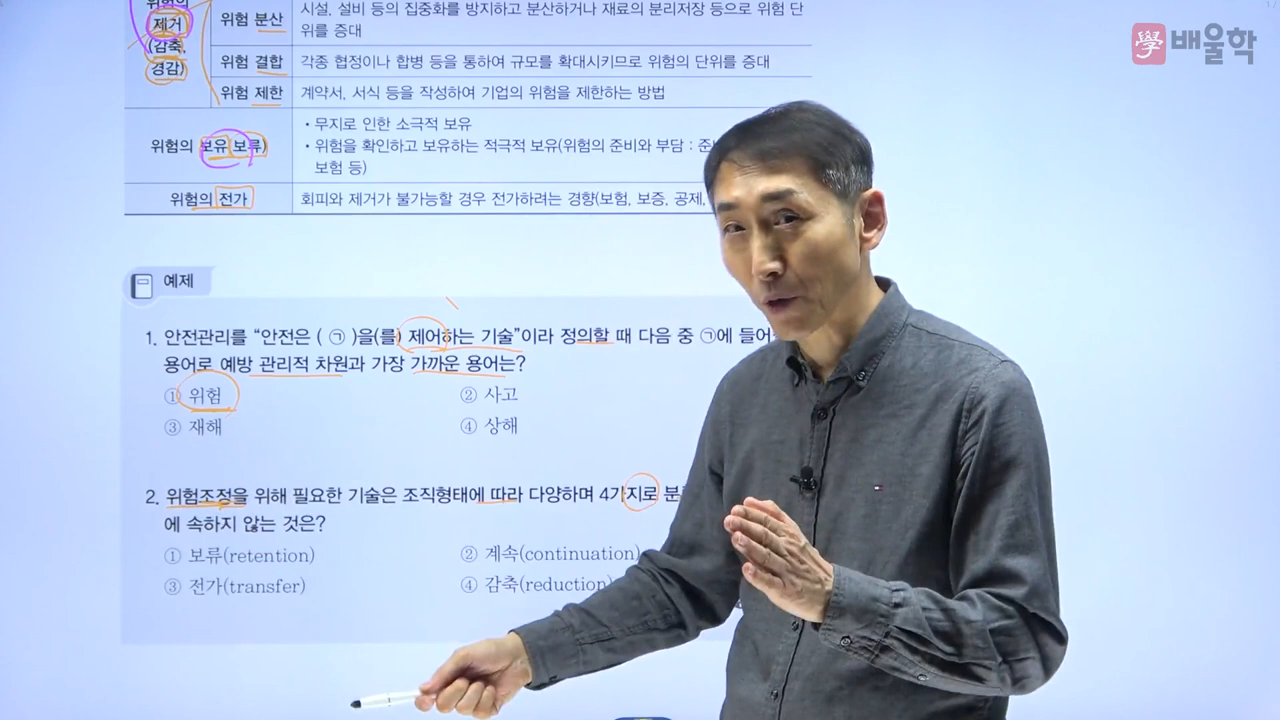 위험의
제거
(감축,
경감)
위험 분산
시설, 설비 등의 집중화를 방지하고 분산하거나 재료의 분리저장 등으로 위험 단
위를 증대
위험 결합
각종 협정이나 합병 등을 통하여 규모를 확대시키므로 위험의 단위를 증대
위험 제한
계약서, 서식 등을 작성하여 기업의 위험을 제한하는 방법
위험의 보유 보류)
• 무지로 인한 소극적 보유
• 위험을 확인하고 보유하는 적극적 보유(위험의 준비와 부담 : 준
보험 등)
위험의 전가
회피와 제거가 불가능할 경우 전가하려는 경향(보험, 보증, 공제,
學 배울학
예제
1. 안전관리를 “안전은 ( ㉠ )을(를) 제어하는 기술”이라 정의할 때 다음 중 ㉠에 들어
용어로 예방 관리적 차원과 가장 가까운 용어는?
① 위험
② 사고
③ 재해
④ 상해
2. 위험조정을 위해 필요한 기술은 조직형태에 따라 다양하며 4가지로 분
에 속하지 않는 것은?
① 보류(retention)
② 계속(continuation)
③ 전가(transfer)
④ 감축(reduction)